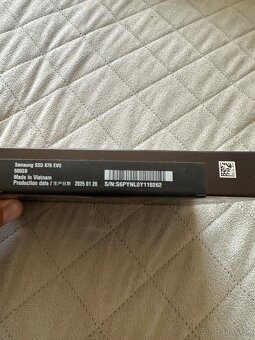 Samsung SSD 870 EVO
500GB
Made in Vietnam
Production date / 生产日期 2025 01 20
S/N:S6PYNL0Y119262